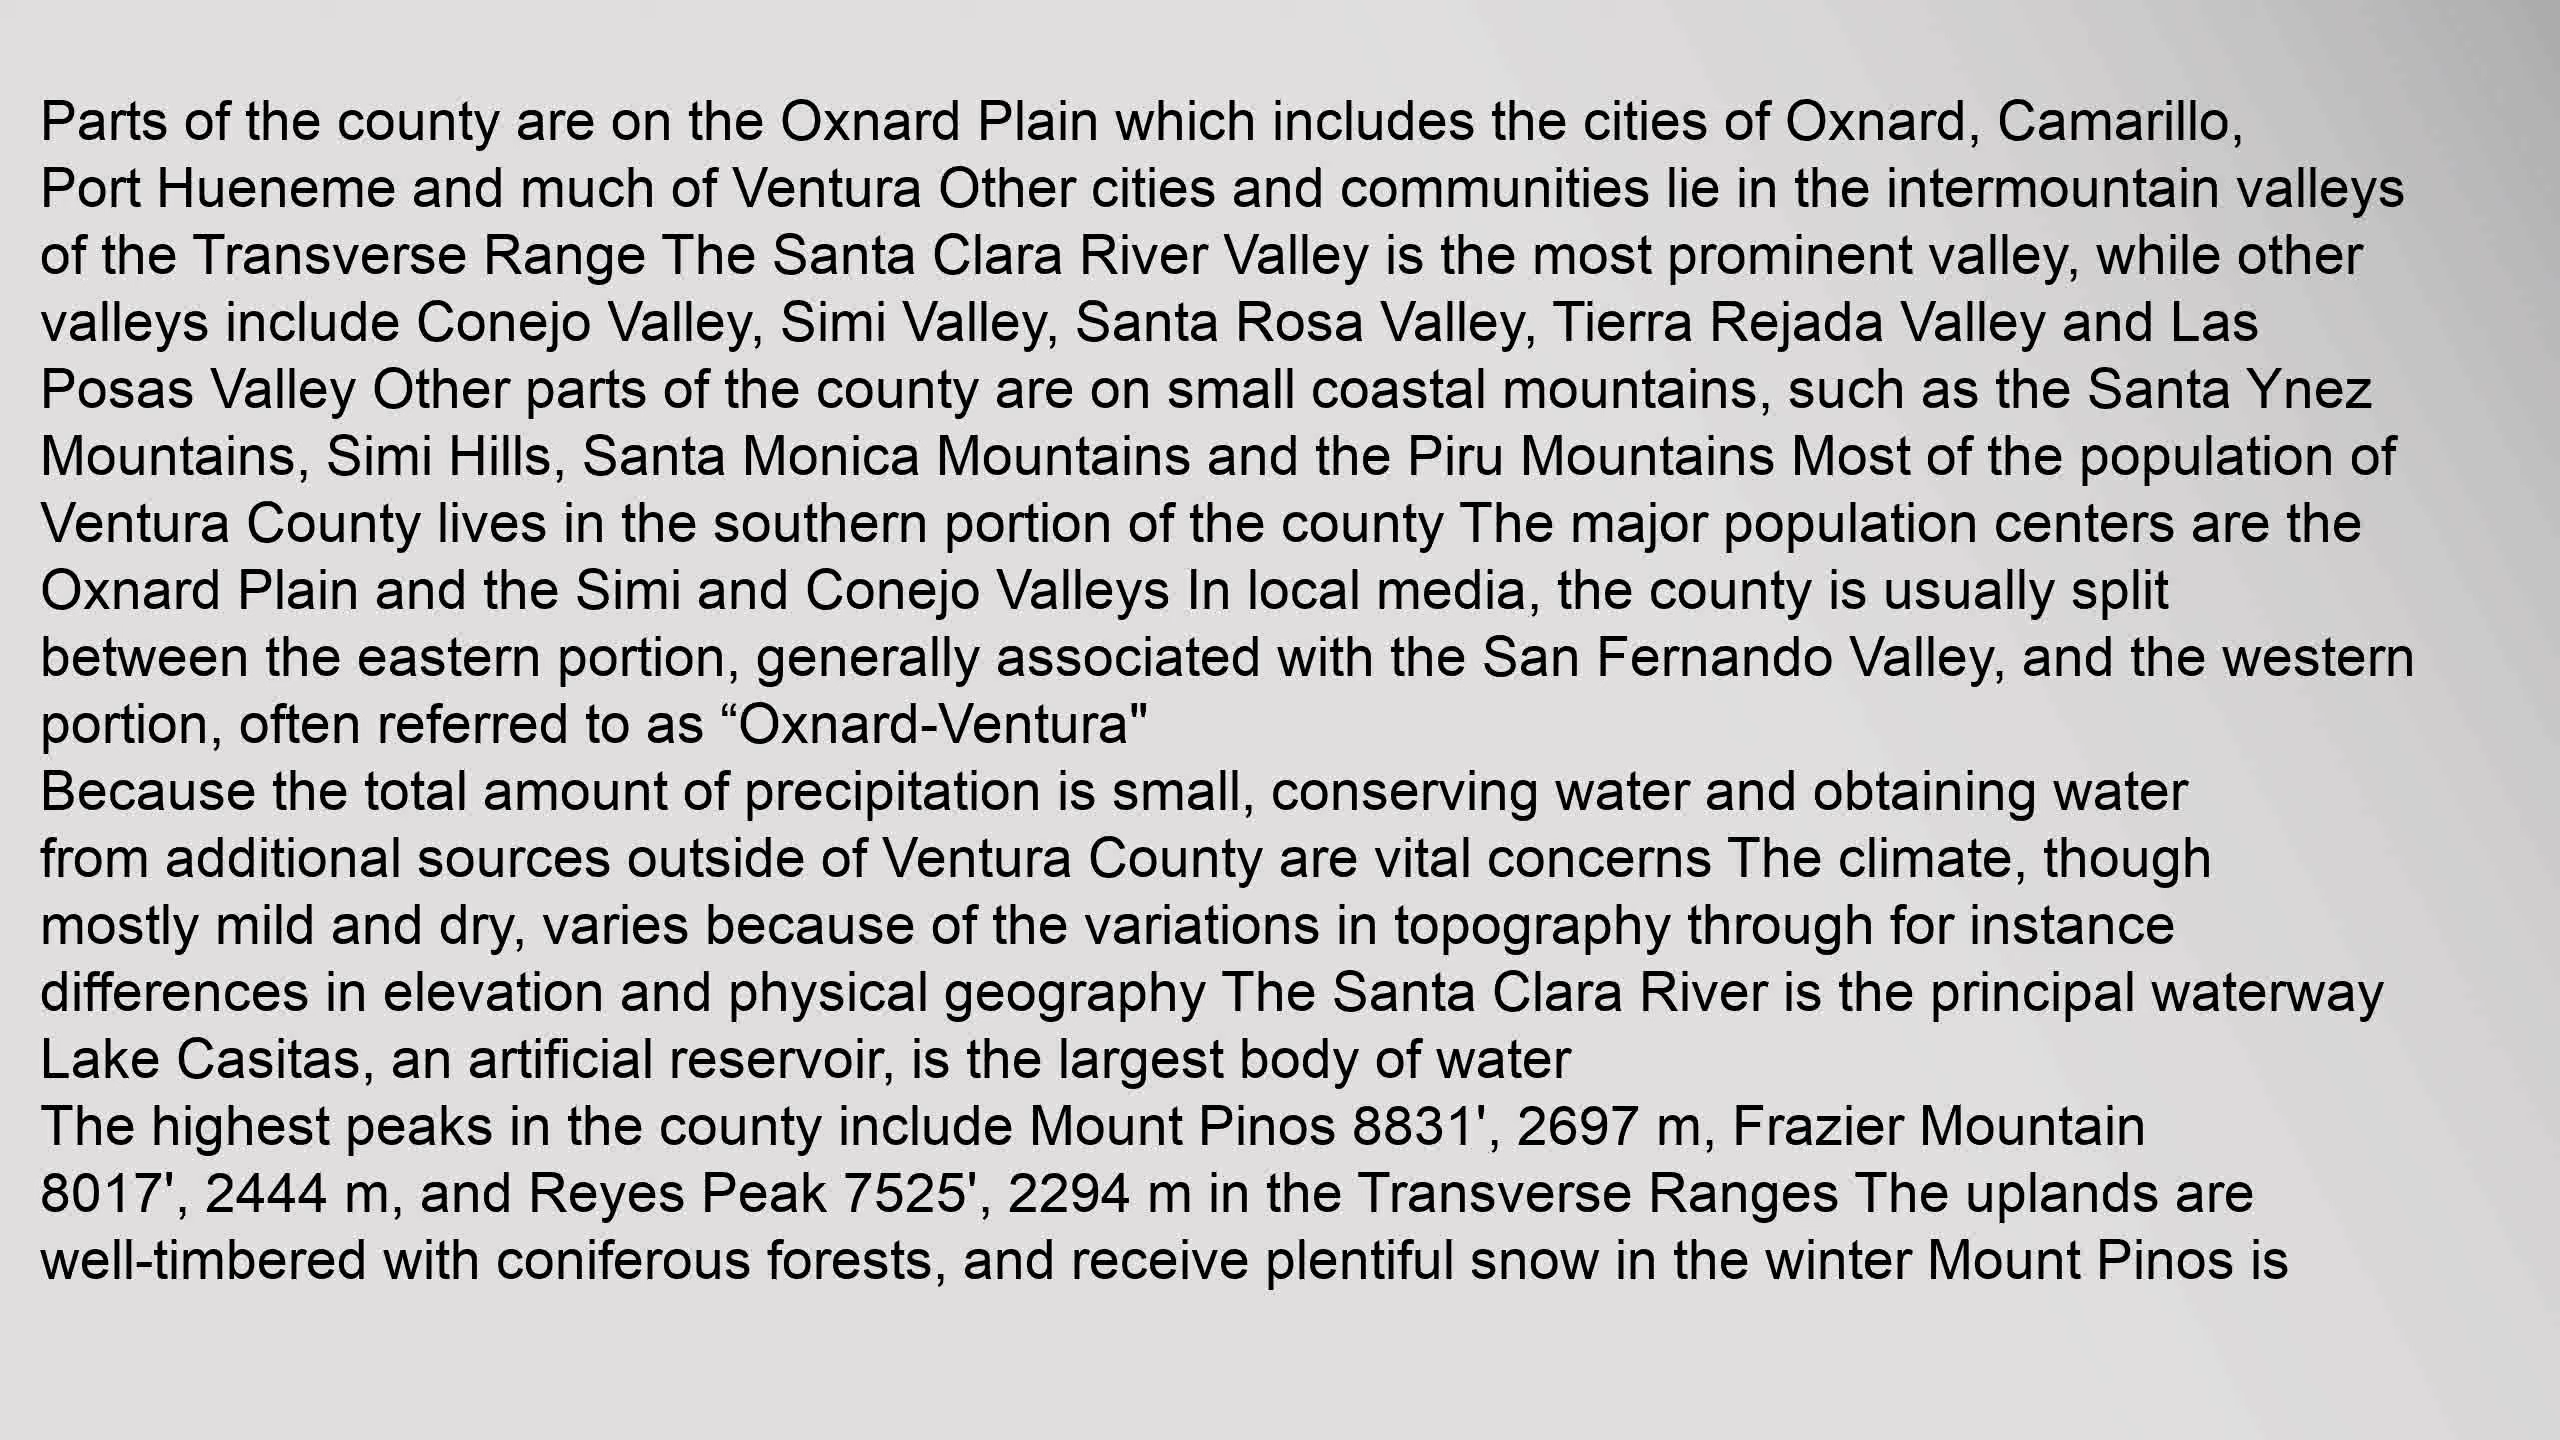 Parts of the county are on the Oxnard Plain which includes the cities of Oxnard, Camarillo,
Port Hueneme and much of Ventura Other cities and communities lie in the intermountain valleys
of the Transverse Range The Santa Clara River Valley is the most prominent valley, while other
valleys include Conejo Valley, Simi Valley, Santa Rosa Valley, Tierra Rejada Valley and Las
Posas Valley Other parts of the county are on small coastal mountains, such as the Santa Ynez
Mountains, Simi Hills, Santa Monica Mountains and the Piru Mountains Most of the population of
Ventura County lives in the southern portion of the county The major population centers are the
Oxnard Plain and the Simi and Conejo Valleys In local media, the county is usually split
between the eastern portion, generally associated with the San Fernando Valley, and the western
portion, often referred to as “Oxnard-Ventura"
Because the total amount of precipitation is small, conserving water and obtaining water
from additional sources outside of Ventura County are vital concerns The climate, though
mostly mild and dry, varies because of the variations in topography through for instance
differences in elevation and physical geography The Santa Clara River is the principal waterway
Lake Casitas, an artificial reservoir, is the largest body of water
The highest peaks in the county include Mount Pinos 8831', 2697 m, Frazier Mountain
8017', 2444 m, and Reyes Peak 7525', 2294 m in the Transverse Ranges The uplands are
well-timbered with coniferous forests, and receive plentiful snow in the winter Mount Pinos is